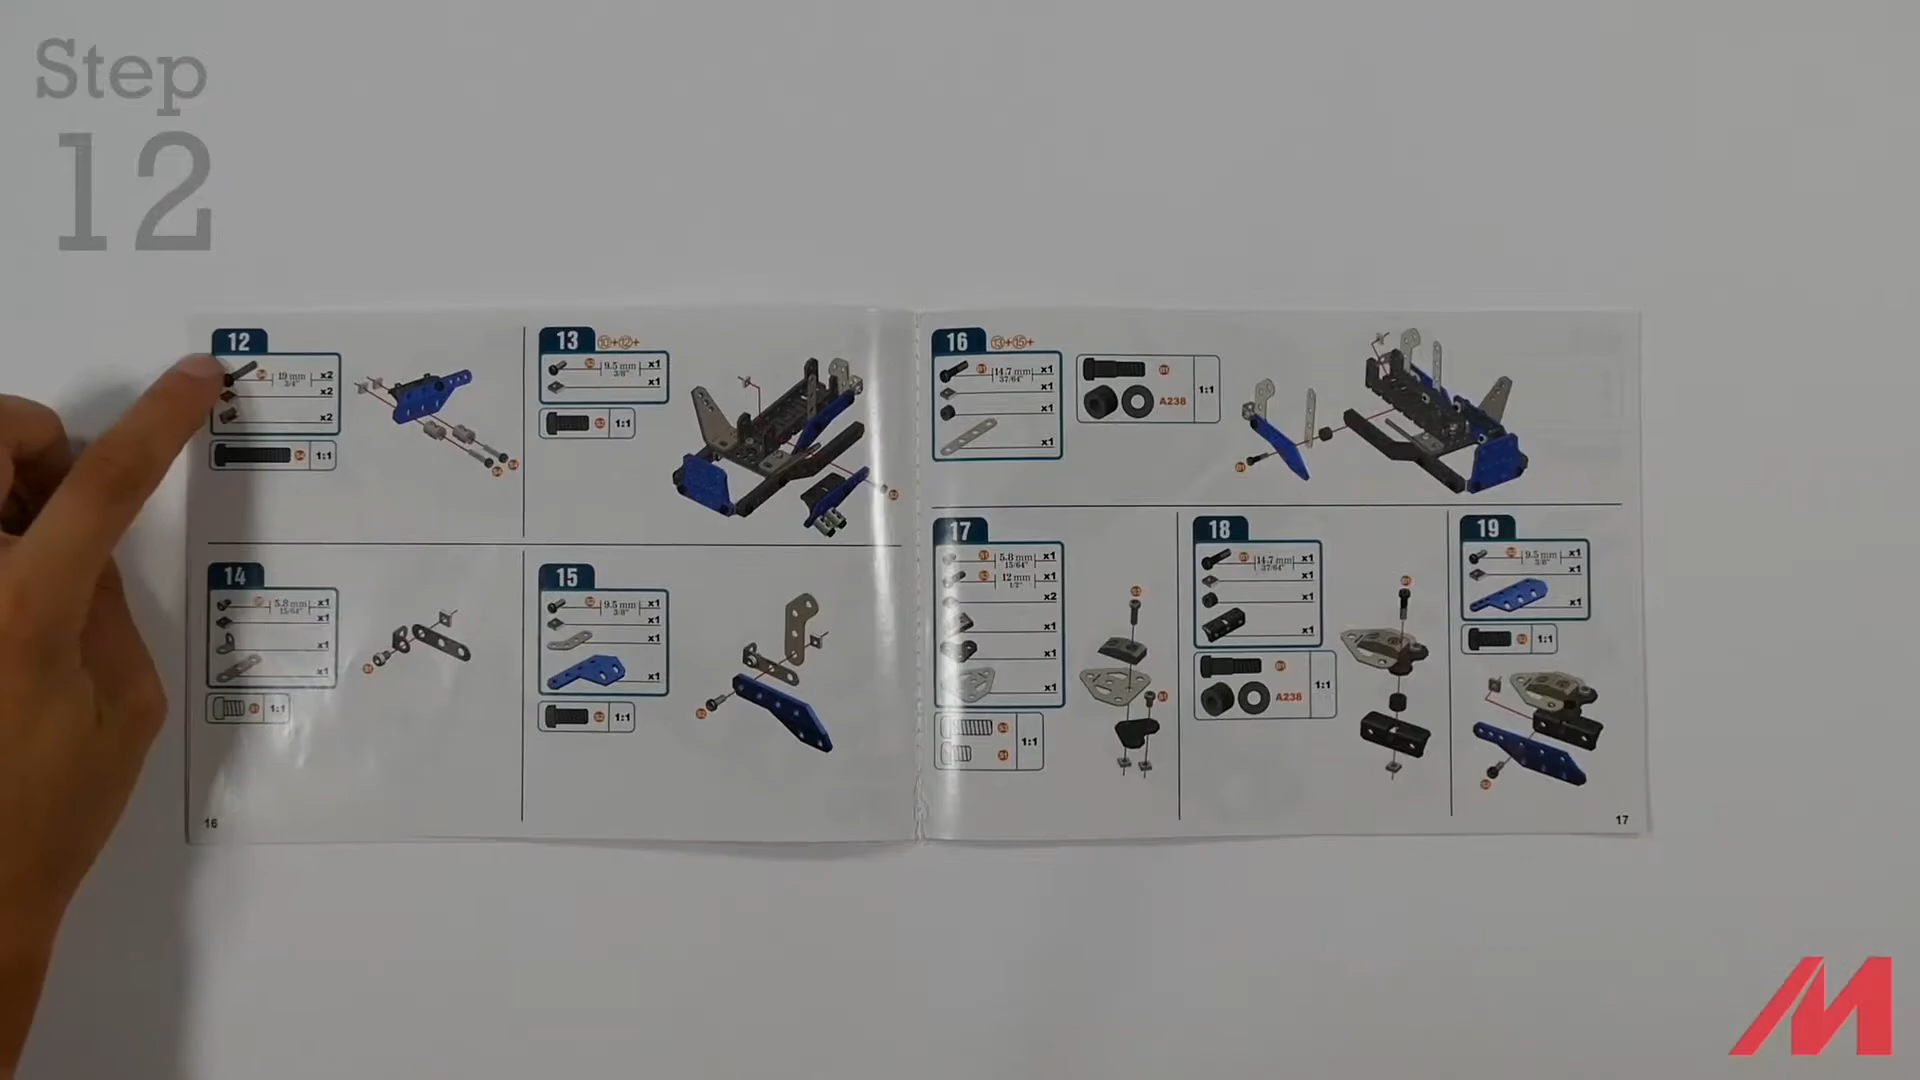 Step
12
12
19 mm
3/4"
x2
x2
x2
1:1
13 ⑩+⑫+
9.5 mm
3/8"
x1
x1
1:1
14
5.8 mm
15/64"
x1
x1
x1
x1
1:1
15
9.5 mm
3/8"
x1
x1
x1
x1
1:1
16
16 ⑬+⑮+
14.7 mm
37/64"
x1
x1
x1
x1
A238
1:1
17
5.8 mm
15/64"
x1
12 mm
1/2"
x1
x2
x1
x1
x1
1:1
18
14.7 mm
37/64"
x1
x1
x1
x1
A238
1:1
19
9.5 mm
3/8"
x1
x1
x1
1:1
17